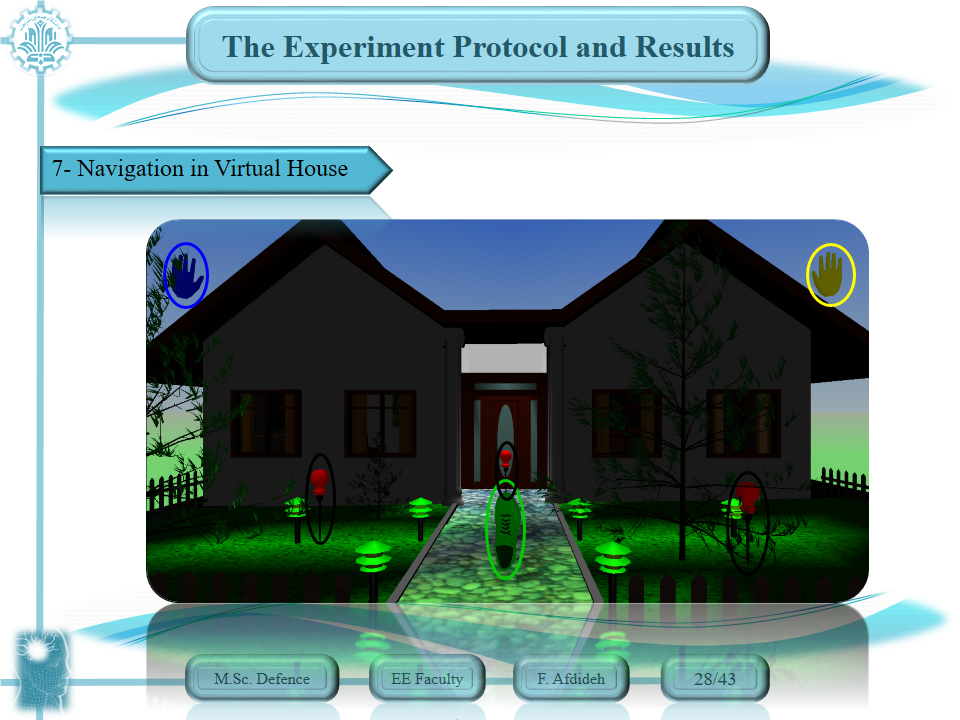 The Experiment Protocol and Results
7- Navigation in Virtual House
M.Sc. Defence
EE Faculty
F. Afdideh
28/43